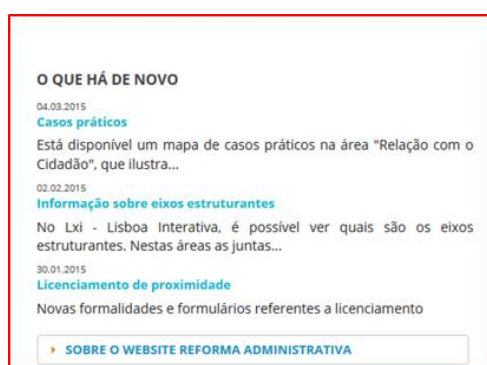 O QUE HÁ DE NOVO
04.03.2015
Casos práticos
Está disponível um mapa de casos práticos na área "Relação com o
Cidadão", que ilustra...
02.02.2015
Informação sobre eixos estruturantes
No Lxi - Lisboa Interativa, é possível ver quais são os eixos
estruturantes. Nestas áreas as juntas...
30.01.2015
Licenciamento de proximidade
Novas formalidades e formulários referentes a licenciamento
SOBRE O WEBSITE REFORMA ADMINISTRATIVA